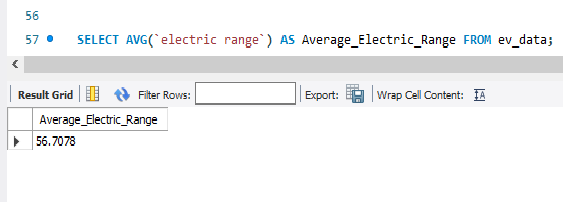 56
57 SELECT AVG(`electric range`) AS Average_Electric_Range FROM ev_data;
Result Grid Filter Rows: Export: Wrap Cell Content:
Average_Electric_Range
56.7078